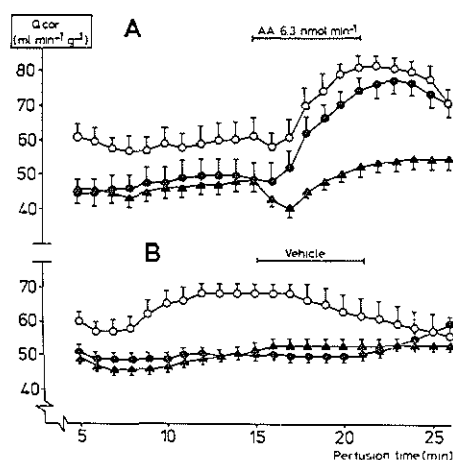 Qcor
(ml min⁻¹ g⁻¹)
A
AA 6.3 nmol min⁻¹
80
70
60
50
40
B
Vehicle
70
60
50
40
5 10 15 20 25
Perfusion time (min)